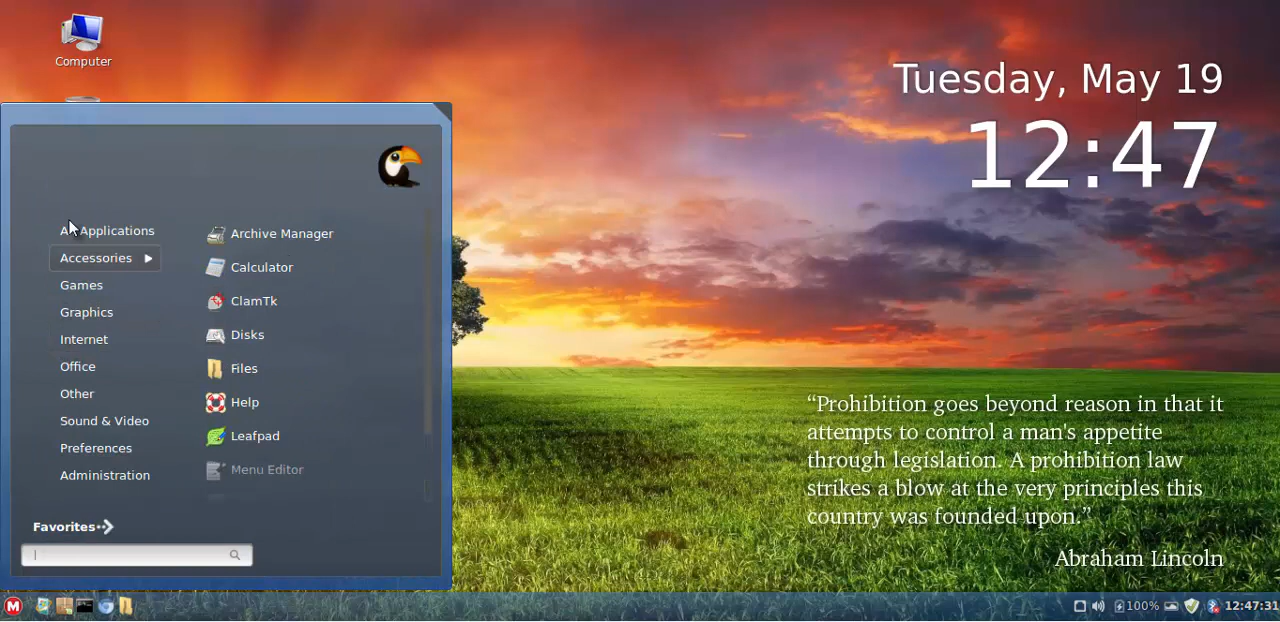 Computer
Tuesday, May 19
12:47
All Applications
Accessories
Games
Graphics
Internet
Office
Other
Sound & Video
Preferences
Administration
Archive Manager
Calculator
ClamTk
Disks
Files
Help
Leafpad
Menu Editor
Favorites
“Prohibition goes beyond reason in that it
attempts to control a man's appetite
through legislation. A prohibition law
strikes a blow at the very principles this
country was founded upon.”
Abraham Lincoln
M
100%
12:47:31